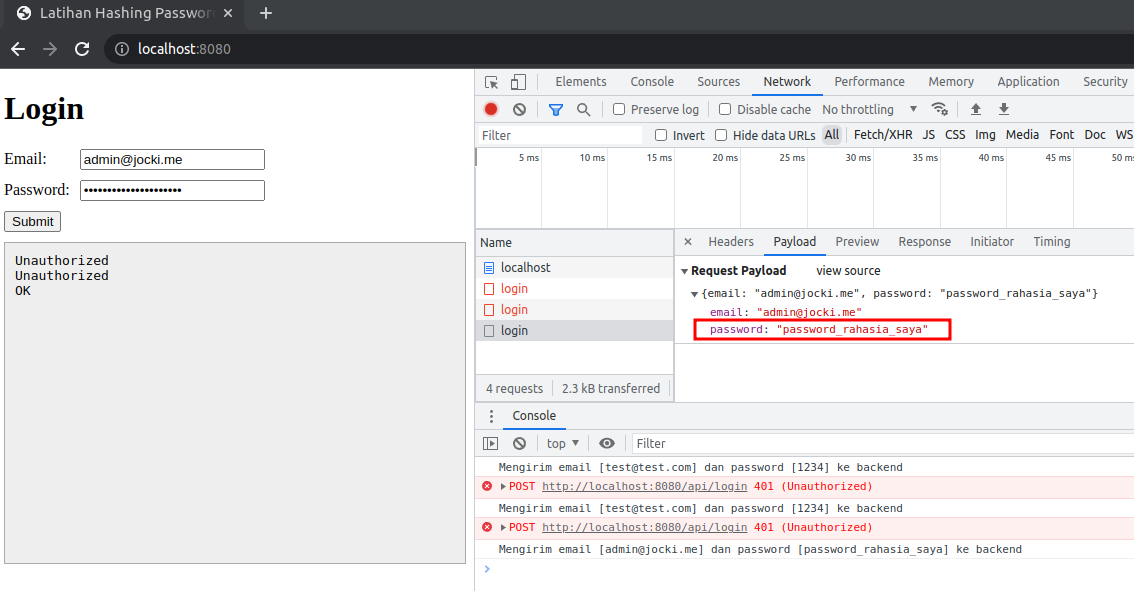 Latihan Hashing Passwor
localhost:8080
Login
Email: admin@jocki.me
Password: •••••••••••••••••••••
Submit
Unauthorized
Unauthorized
OK
Elements Console Sources Network Performance Memory Application Security
Preserve log Disable cache No throttling
Filter Invert Hide data URLs All Fetch/XHR JS CSS Img Media Font Doc WS
5 ms 10 ms 15 ms 20 ms 25 ms 30 ms 35 ms 40 ms 45 ms 50 ms
Name
localhost
login
login
login
4 requests 2.3 kB transferred
× Headers Payload Preview Response Initiator Timing
Request Payload view source
{email: "admin@jocki.me", password: "password_rahasia_saya"}
email: "admin@jocki.me"
password: "password_rahasia_saya"
Console
top Filter
Mengirim email [test@test.com] dan password [1234] ke backend
POST http://localhost:8080/api/login 401 (Unauthorized)
Mengirim email [test@test.com] dan password [1234] ke backend
POST http://localhost:8080/api/login 401 (Unauthorized)
Mengirim email [admin@jocki.me] dan password [password_rahasia_saya] ke backend